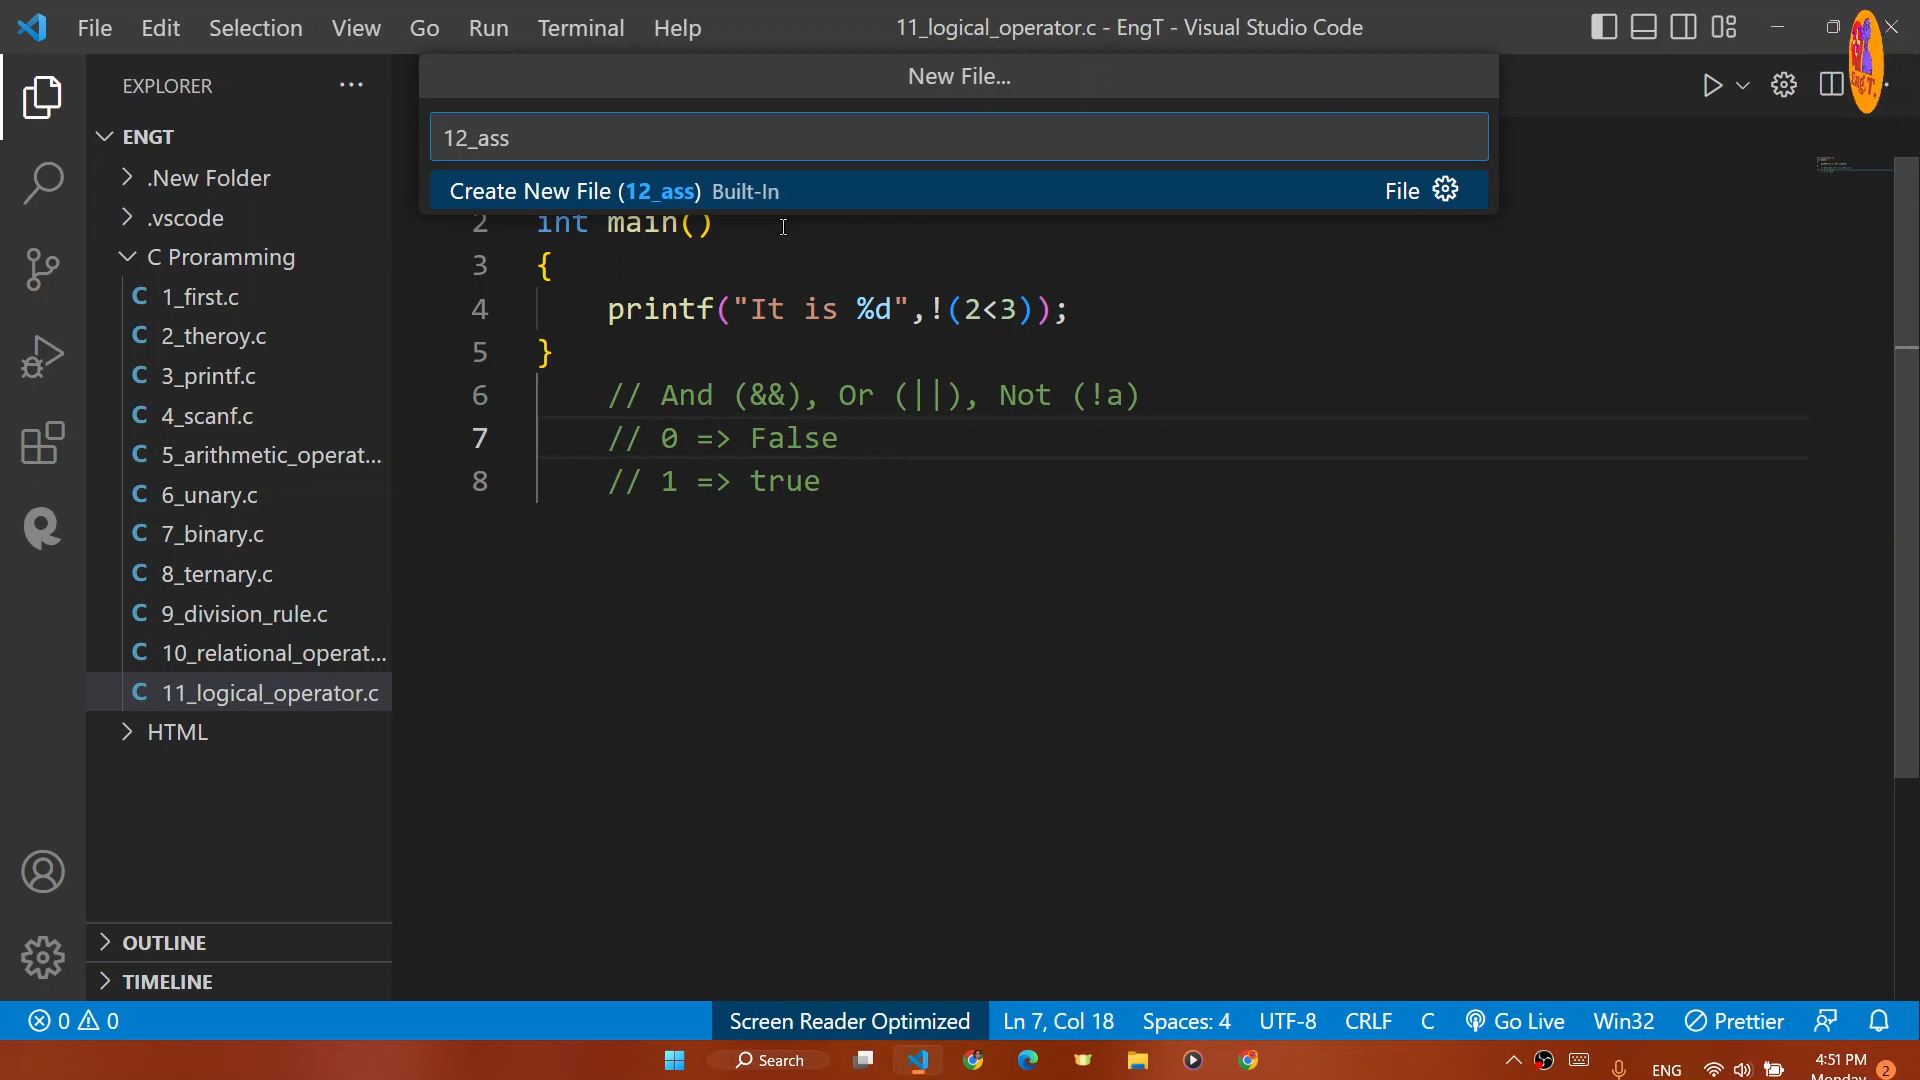 File Edit Selection View Go Run Terminal Help
11_logical_operator.c - EngT - Visual Studio Code
EXPLORER
New File...
12_ass
Create New File (12_ass) Built-In File
ENGT
.New Folder
.vscode
C Proramming
1_first.c
2_theroy.c
3_printf.c
4_scanf.c
5_arithmetic_operat...
6_unary.c
7_binary.c
8_ternary.c
9_division_rule.c
10_relational_operat...
11_logical_operator.c
HTML
OUTLINE
TIMELINE
2 int main()
3 {
4 printf("It is %d",!(2<3));
5 }
6 // And (&&), Or (||), Not (!a)
7 // 0 => False
8 // 1 => true
0 0
Screen Reader Optimized Ln 7, Col 18 Spaces: 4 UTF-8 CRLF C Go Live Win32 Prettier
Search
ENG
4:51 PM
Monday
2